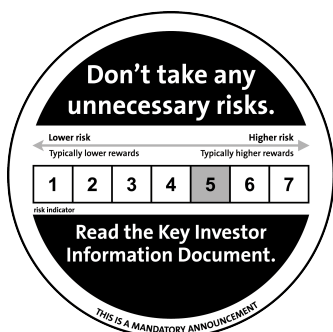 Don't take any
unnecessary risks.
Lower risk Higher risk
Typically lower rewards Typically higher rewards
1 2 3 4 5 6 7
risk indicator
Read the Key Investor
Information Document.
THIS IS A MANDATORY ANNOUNCEMENT